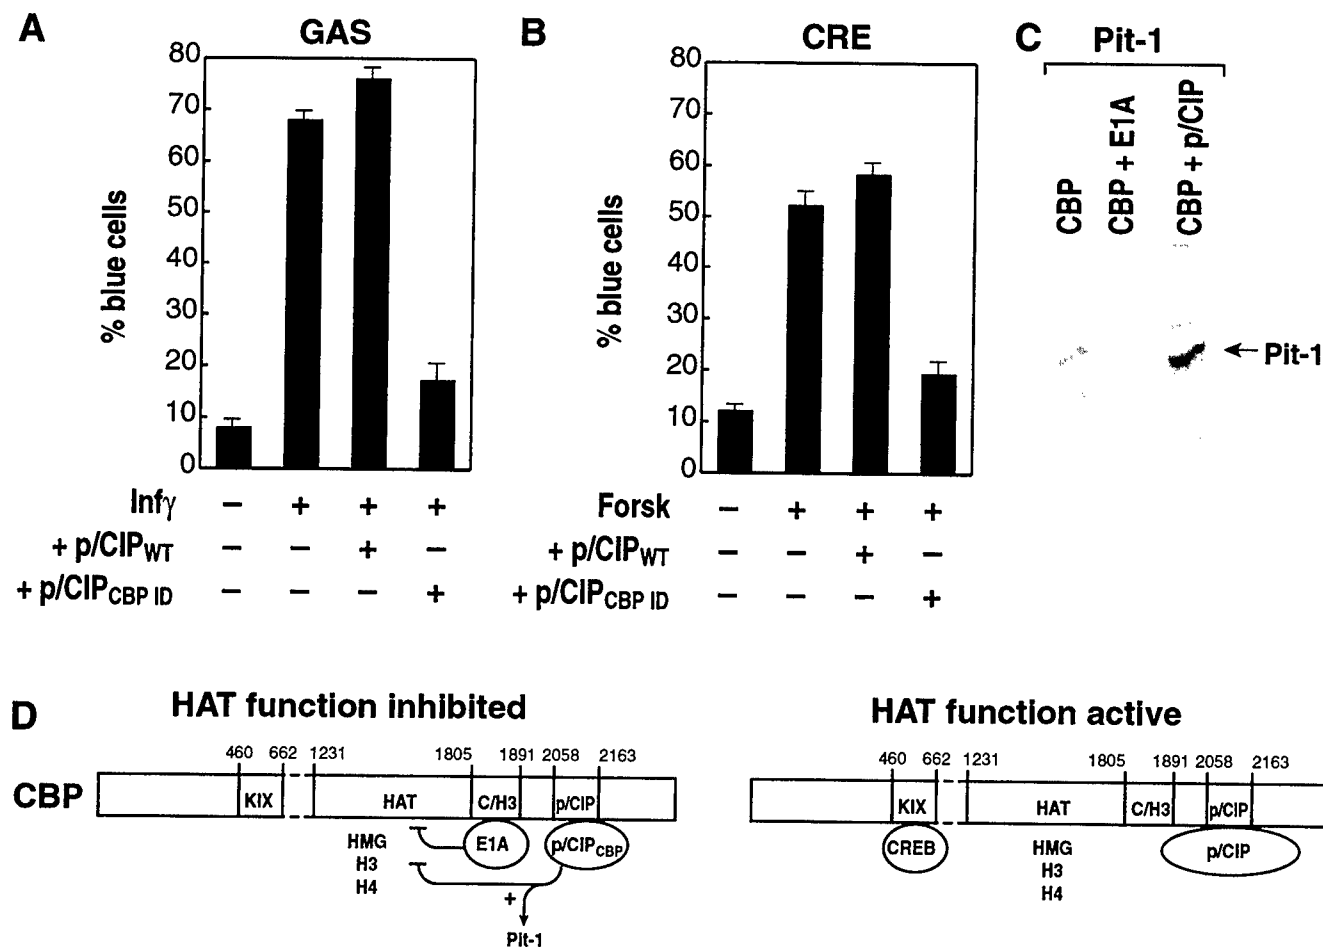 A
GAS
80
70
60
50
40
30
20
10
0
% blue cells
Infγ − + + +
+ p/CIPWT − − + −
+ p/CIPCBP ID − − − +
B
CRE
80
70
60
50
40
30
20
10
0
% blue cells
Forsk − + + +
+ p/CIPWT − − + −
+ p/CIPCBP ID − − − +
C
Pit-1
CBP
CBP + E1A
CBP + p/CIP
Pit-1
D
HAT function inhibited
460 662 1231 1805 1891 2058 2163
CBP
KIX HAT C/H3 p/CIP
E1A p/CIPCBP
HMG
H3
H4
+
Pit-1
HAT function active
460 662 1231 1805 1891 2058 2163
KIX HAT C/H3 p/CIP
CREB p/CIP
HMG
H3
H4